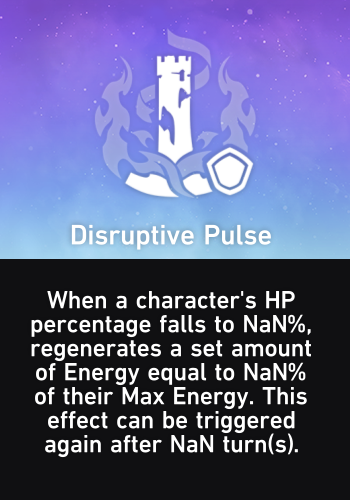 Disruptive Pulse
When a character's HP
percentage falls to NaN%,
regenerates a set amount
of Energy equal to NaN%
of their Max Energy. This
effect can be triggered
again after NaN turn(s).